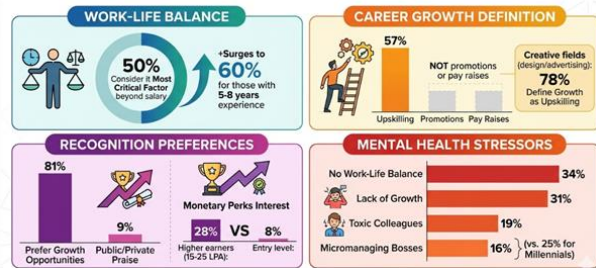 WORK-LIFE BALANCE
50%
Consider it Most
Critical Factor
beyond salary
+Surges to
60%
for those with
5-8 years
experience
CAREER GROWTH DEFINITION
57%
NOT promotions
or pay raises
Upskilling
Promotions
Pay Raises
Creative fields
(design/advertising):
78%
Define Growth
as Upskilling
RECOGNITION PREFERENCES
81%
9%
Prefer Growth
Opportunities
Public/Private
Praise
Monetary Perks Interest
28%
VS
8%
Higher earners
(15-25 LPA):
Entry level:
MENTAL HEALTH STRESSORS
No Work-Life Balance
34%
Lack of Growth
31%
Toxic Colleagues
19%
Micromanaging Bosses
16%
(vs. 25% for
Millennials)